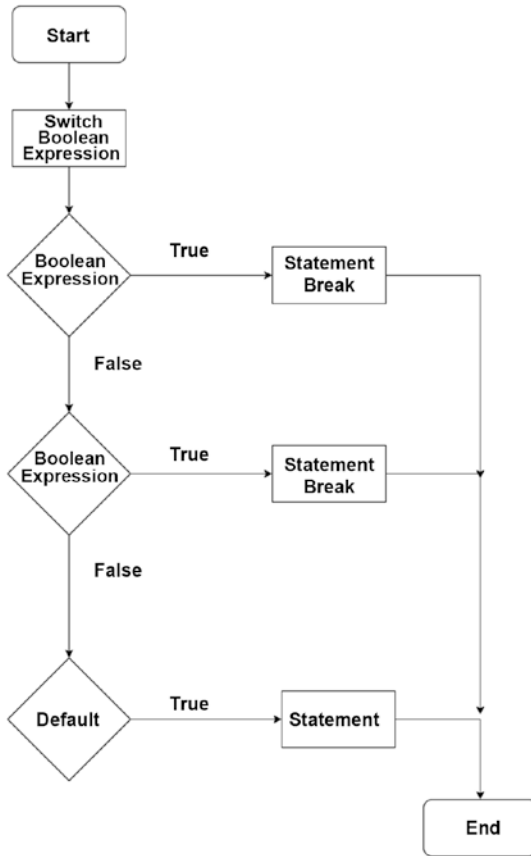 Start
Switch
Boolean
Expression
Boolean
Expression
True
Statement
Break
False
Boolean
Expression
True
Statement
Break
False
Default
True
Statement
End